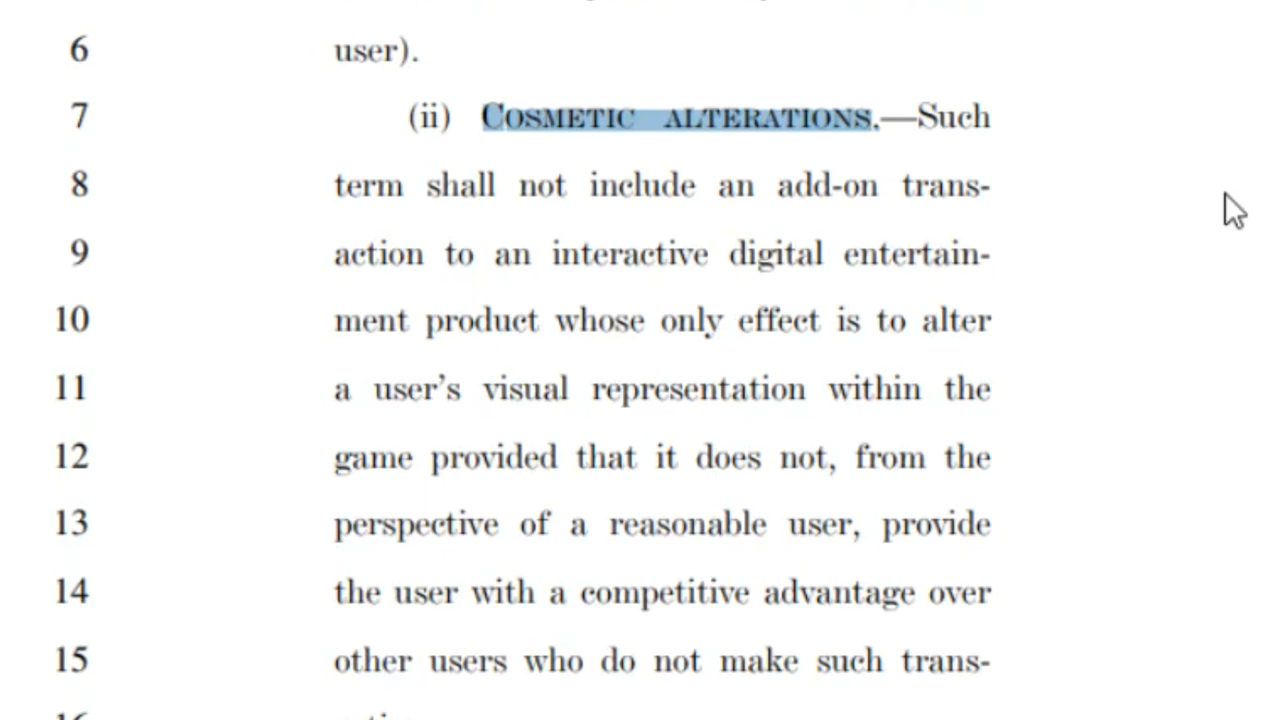 6 user).
7 (ii) COSMETIC ALTERATIONS.—Such
8 term shall not include an add-on trans-
9 action to an interactive digital entertain-
10 ment product whose only effect is to alter
11 a user's visual representation within the
12 game provided that it does not, from the
13 perspective of a reasonable user, provide
14 the user with a competitive advantage over
15 other users who do not make such trans-